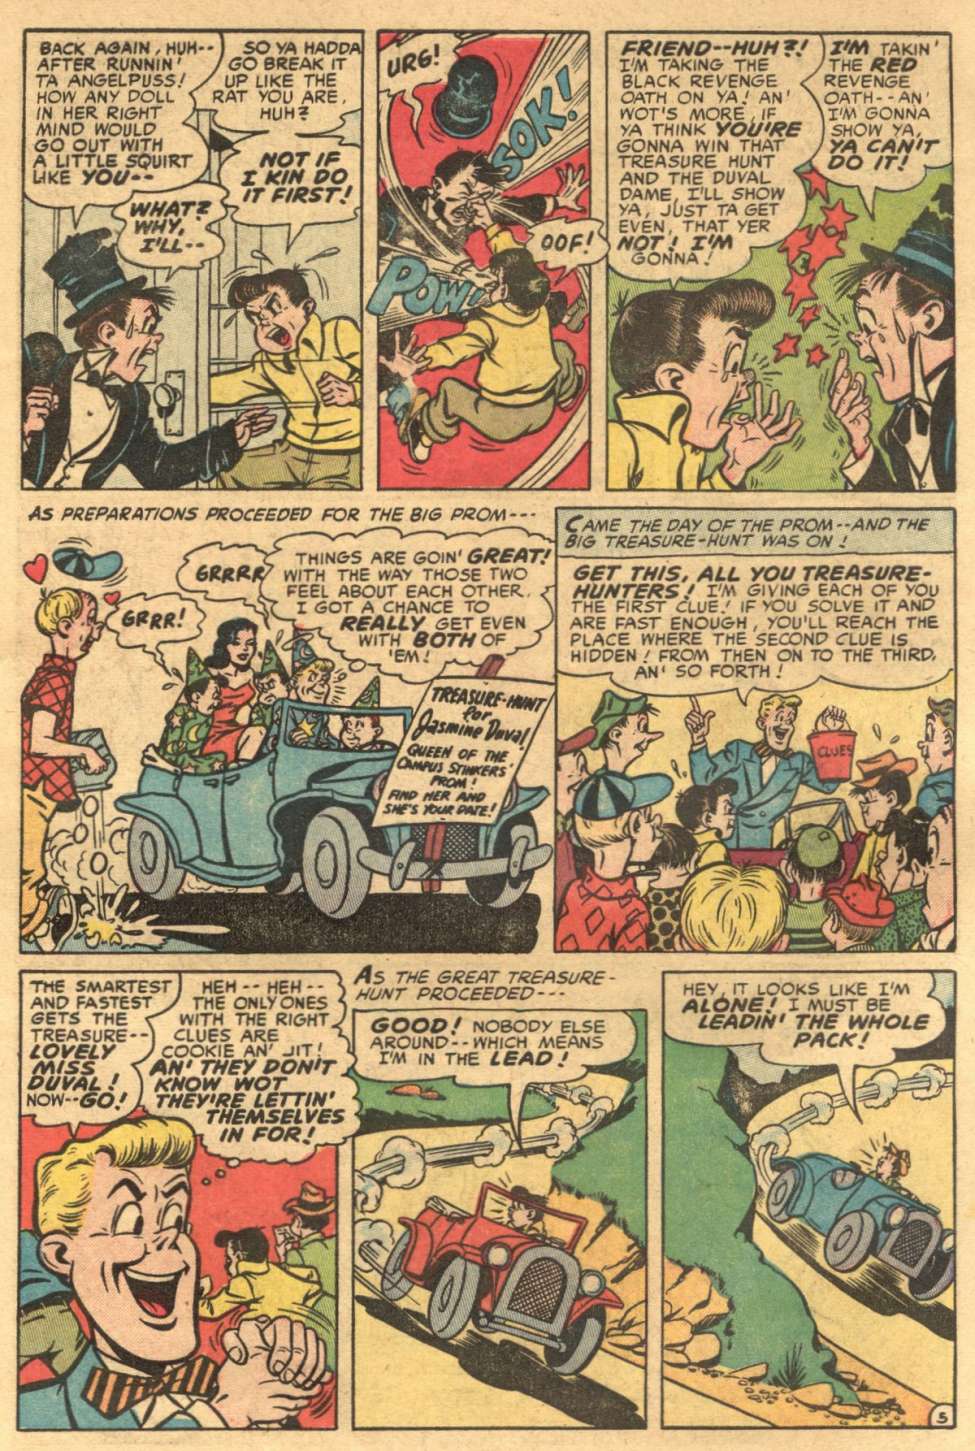 BACK AGAIN, HUH--
AFTER RUNNIN'
TA ANGELPUSS!
HOW ANY DOLL
IN HER RIGHT
MIND WOULD
GO OUT WITH
A LITTLE SQUIRT
LIKE YOU--
WHAT?
WHY,
I'LL--
SO YA HADDA
GO BREAK IT
UP LIKE THE
RAT YOU ARE,
HUH?
NOT IF
I KIN DO
IT FIRST!
URG!
SOK!
OOF!
POW!
FRIEND--HUH?!
I'M TAKING THE
BLACK REVENGE
OATH ON YA! AN'
WOT'S MORE, IF
YA THINK YOU'RE
GONNA WIN THAT
TREASURE HUNT
AND THE DUVAL
DAME, I'LL SHOW
YA, JUST TA GET
EVEN, THAT YER
NOT! I'M
GONNA!
I'M TAKIN'
THE RED
REVENGE
OATH--AN'
I'M GONNA
SHOW YA,
YA CAN'T
DO IT!
AS PREPARATIONS PROCEEDED FOR THE BIG PROM---
GRRR!
GRRRR
THINGS ARE GOIN' GREAT!
WITH THE WAY THOSE TWO
FEEL ABOUT EACH OTHER,
I GOT A CHANCE TO
REALLY GET EVEN
WITH BOTH OF
'EM!
TREASURE-HUNT
for
Jasmine Duval
QUEEN OF THE
CAMPUS STINKERS'
PROM!
FIND HER AND
SHE'S YOUR DATE!
CAME THE DAY OF THE PROM--AND THE
BIG TREASURE-HUNT WAS ON!
GET THIS, ALL YOU TREASURE-
HUNTERS! I'M GIVING EACH OF YOU
THE FIRST CLUE! IF YOU SOLVE IT AND
ARE FAST ENOUGH, YOU'LL REACH THE
PLACE WHERE THE SECOND CLUE IS
HIDDEN! FROM THEN ON TO THE THIRD,
AN' SO FORTH!
CLUES
THE SMARTEST
AND FASTEST
GETS THE
TREASURE--
LOVELY
MISS
DUVAL!
NOW--GO!
HEH -- HEH --
THE ONLY ONES
WITH THE RIGHT
CLUES ARE
COOKIE AN' JIT!
AN' THEY DON'T
KNOW WOT
THEY'RE LETTIN'
THEMSELVES
IN FOR!
AS THE GREAT TREASURE-
HUNT PROCEEDED---
GOOD! NOBODY ELSE
AROUND--WHICH MEANS
I'M IN THE LEAD!
HEY, IT LOOKS LIKE I'M
ALONE! I MUST BE
LEADIN' THE WHOLE
PACK!
5